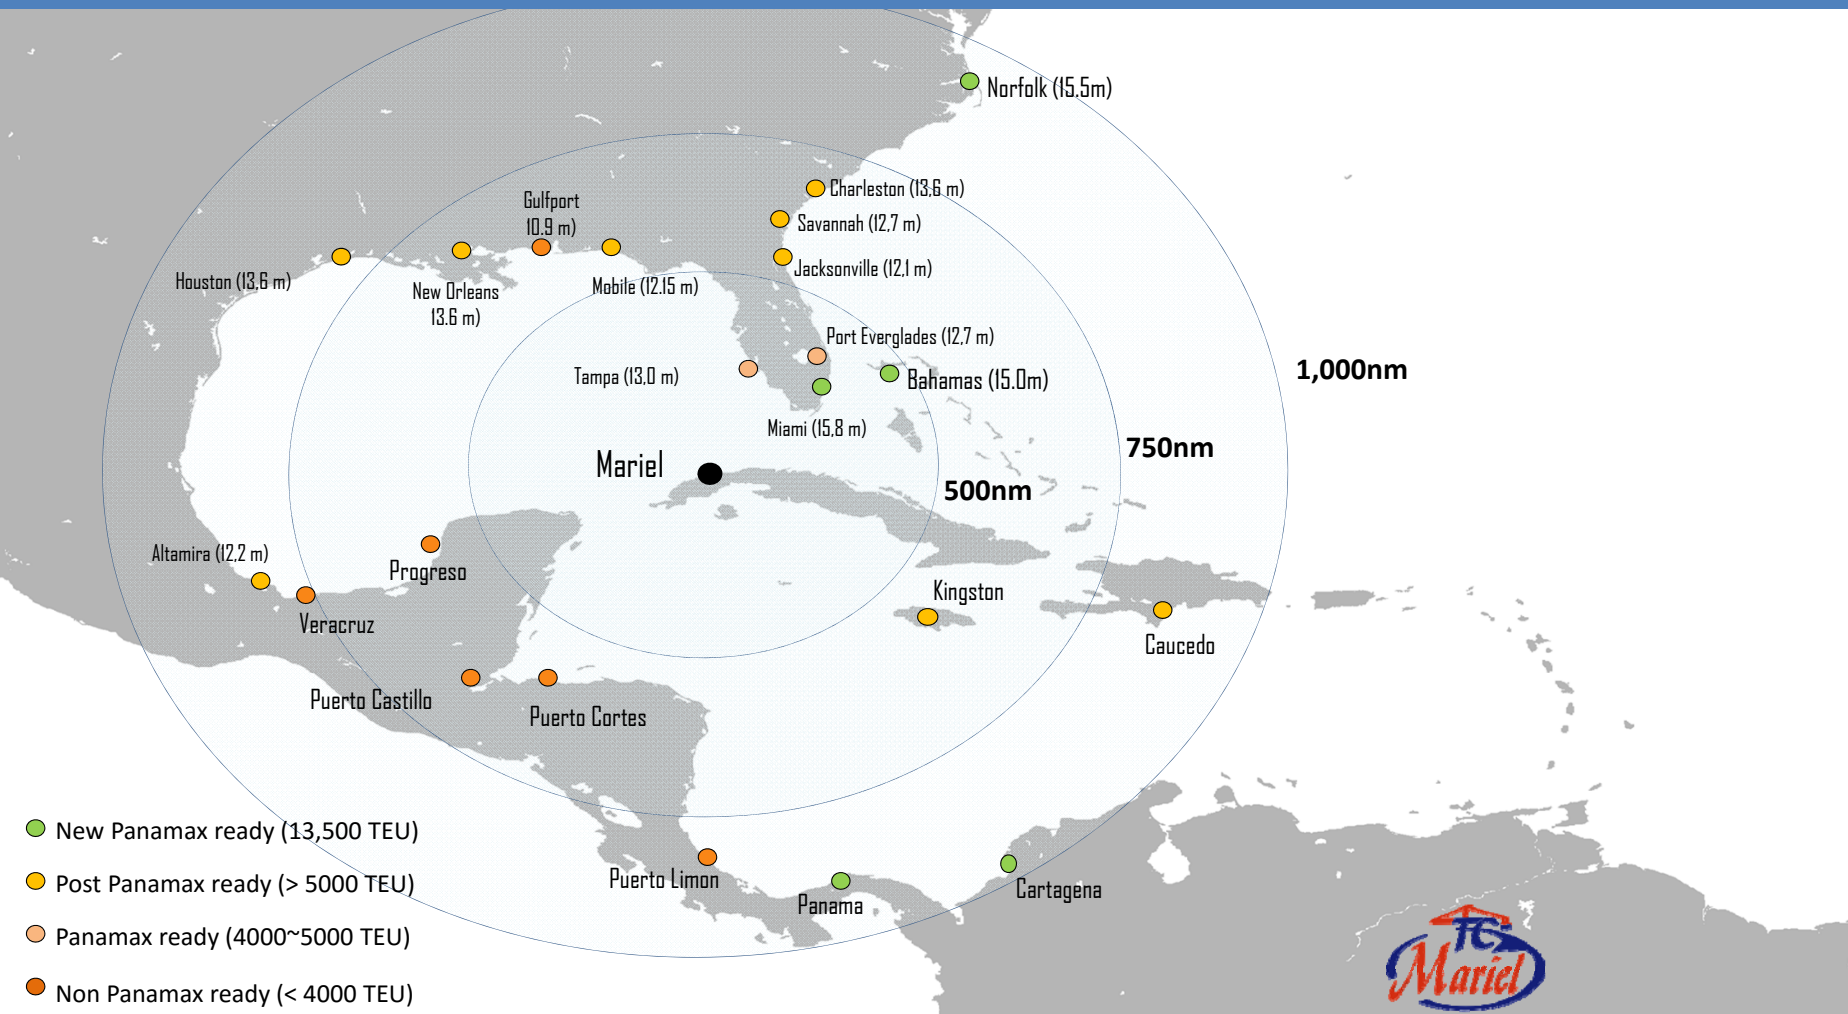 Norfolk (15.5m)
Charleston (13,6 m)
Gulfport
10.9 m)
Savannah (12,7 m)
Jacksonville (12,1 m)
Houston (13,6 m)
New Orleans
13.6 m)
Mobile (12.15 m)
Port Everglades (12,7 m)
Tampa (13,0 m)
Bahamas (15.0m)
1,000nm
Miami (15,8 m)
750nm
Mariel
500nm
Altamira (12,2 m)
Progreso
Kingston
Veracruz
Caucedo
Puerto Castillo
Puerto Cortes
New Panamax ready (13,500 TEU)
Post Panamax ready (> 5000 TEU)
Puerto Limon
Panama
Cartagena
Panamax ready (4000~5000 TEU)
Non Panamax ready (< 4000 TEU)
TC
Mariel